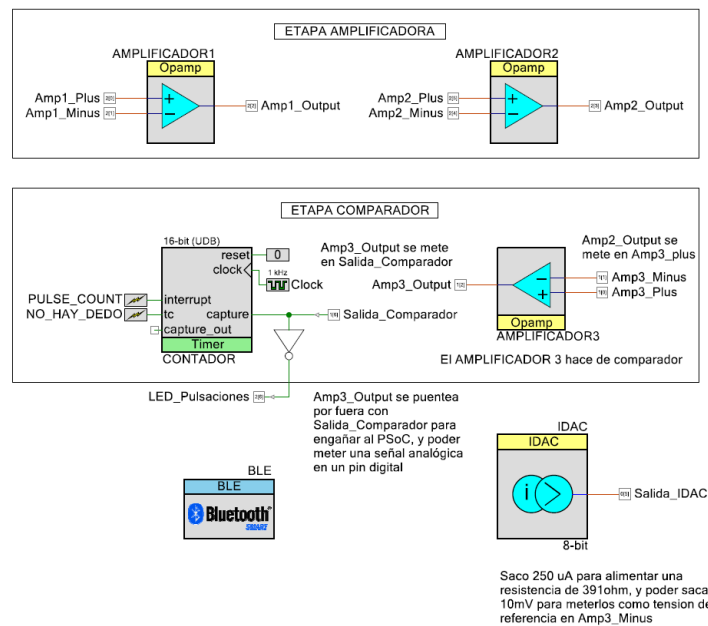 ETAPA AMPLIFICADORA
AMPLIFICADOR1
Opamp
Amp1_Plus
Amp1_Minus
Amp1_Output
+
−
AMPLIFICADOR2
Opamp
Amp2_Plus
Amp2_Minus
Amp2_Output
+
−
ETAPA COMPARADOR
16-bit (UDB)
reset
0
clock
1 kHz
Clock
PULSE_COUNT
interrupt
NO_HAY_DEDO
tc
capture
capture_out
Timer
CONTADOR
Salida_Comparador
Amp3_Output se mete
en Salida_Comparador
Amp3_Output
Amp2_Output se
mete en Amp3_plus
Amp3_Minus
Amp3_Plus
−
+
Opamp
AMPLIFICADOR3
El AMPLIFICADOR 3 hace de comparador
LED_Pulsaciones
Amp3_Output se puentea
por fuera con
Salida_Comparador para
engañar al PSoC, y poder
meter una señal analógica
en un pin digital
BLE
BLE
Bluetooth®
SMART
IDAC
IDAC
i
Salida_IDAC
8-bit
Saco 250 uA para alimentar una
resistencia de 391ohm, y poder saca
10mV para meterlos como tension de
referencia en Amp3_Minus